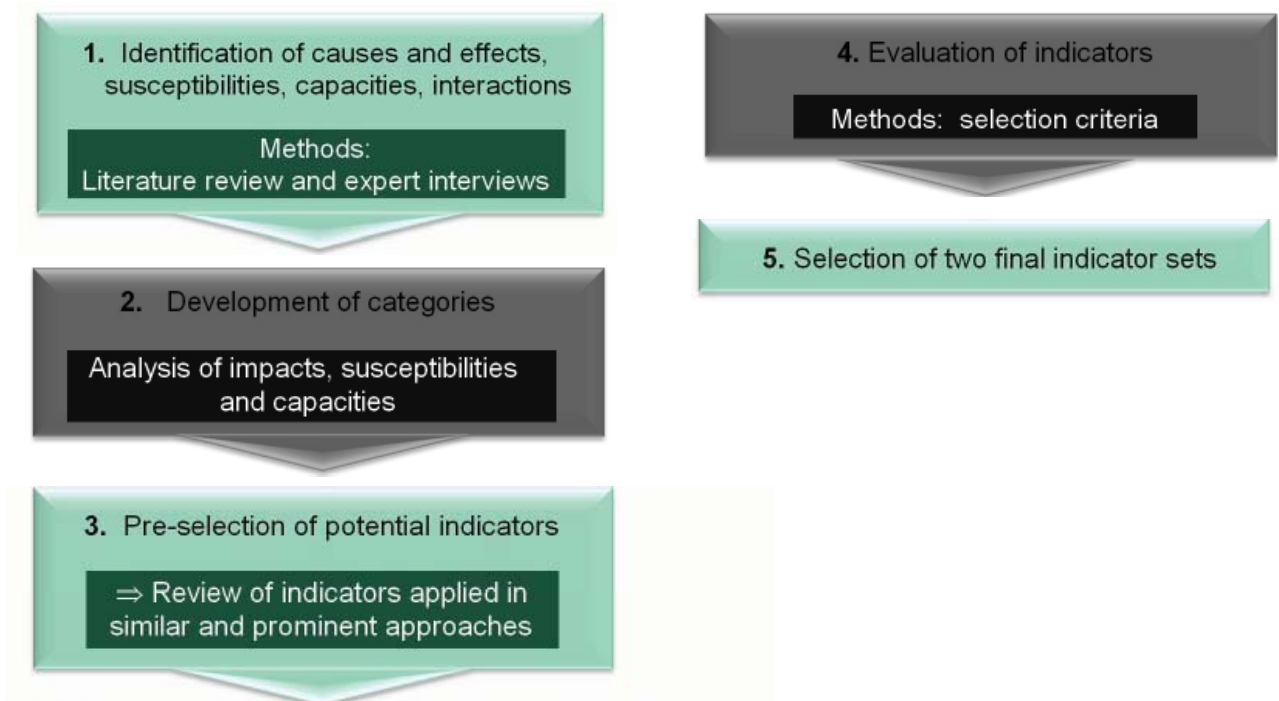 1. Identification of causes and effects,
susceptibilities, capacities, interactions
Methods:
Literature review and expert interviews
2. Development of categories
Analysis of impacts, susceptibilities
and capacities
3. Pre-selection of potential indicators
⇒ Review of indicators applied in
similar and prominent approaches
4. Evaluation of indicators
Methods: selection criteria
5. Selection of two final indicator sets